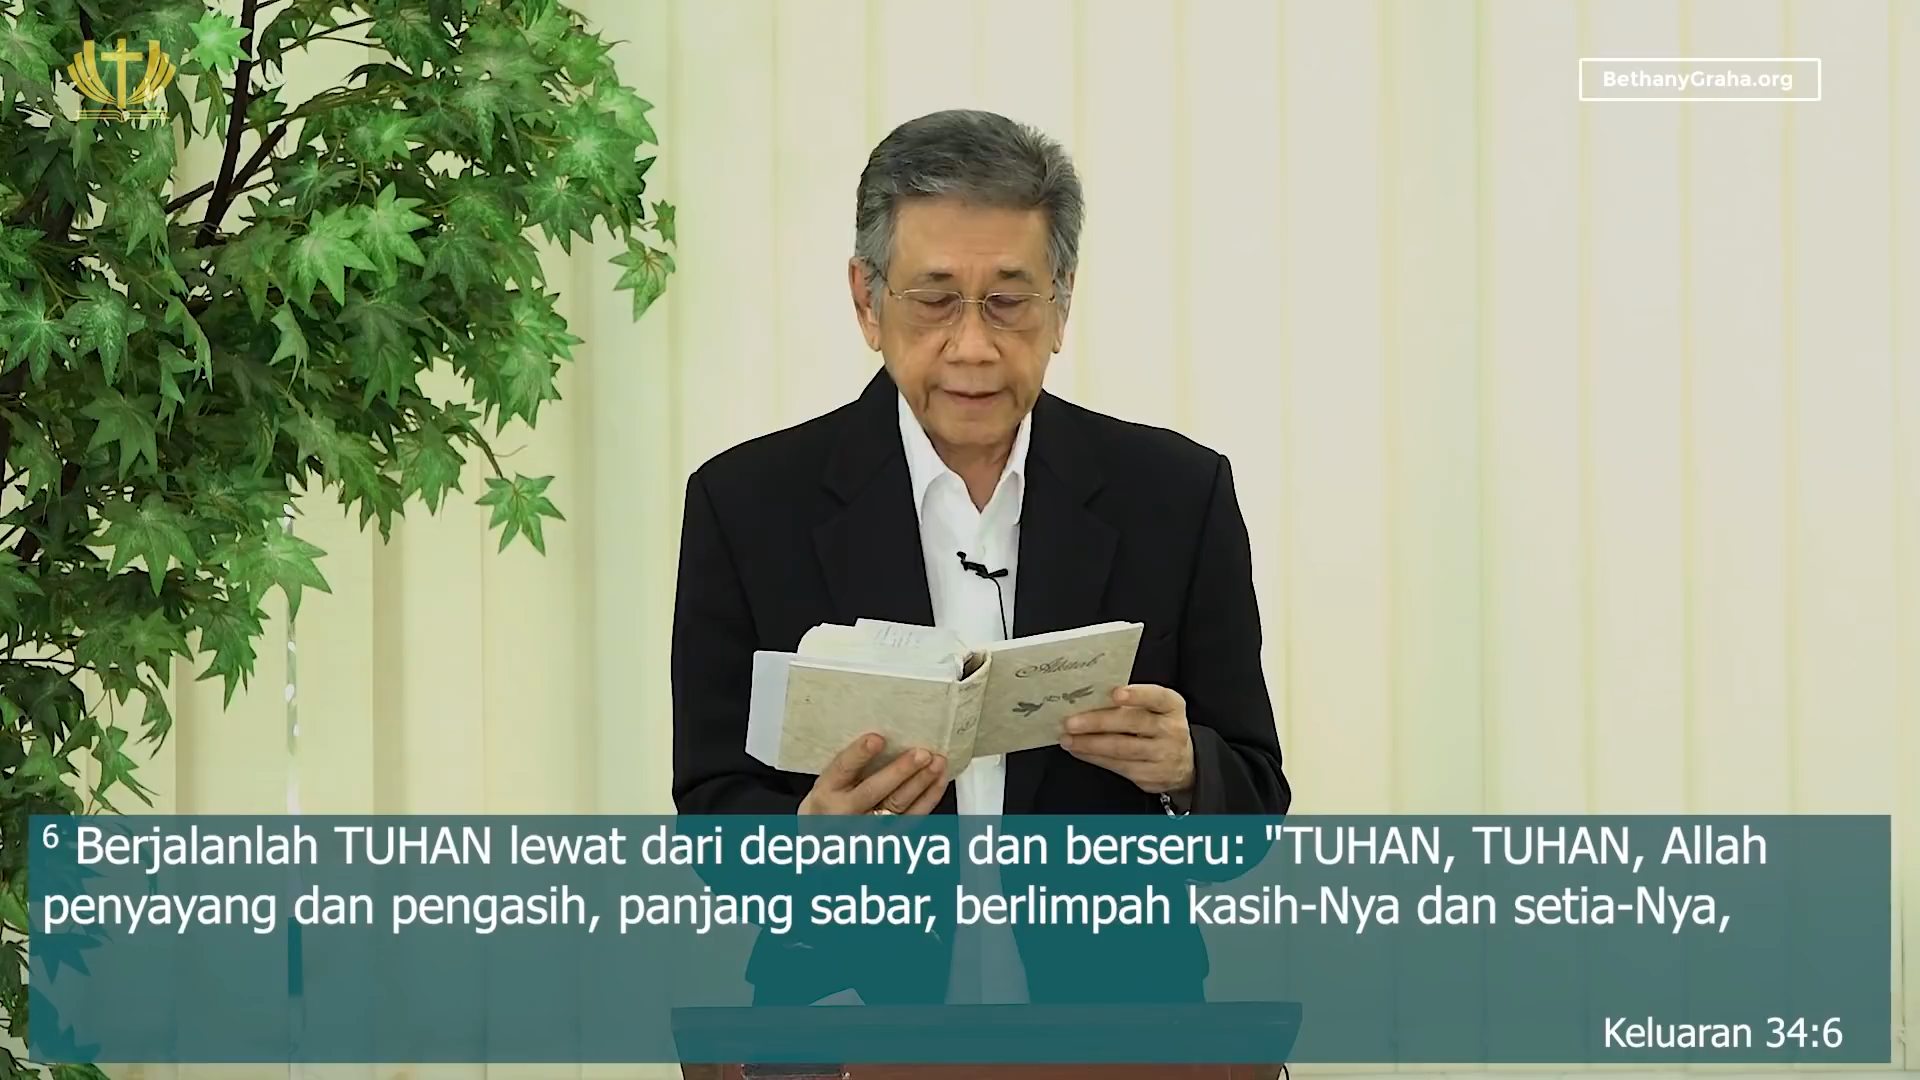 BethanyGraha.org
Alkitab
6 Berjalanlah TUHAN lewat dari depannya dan berseru: "TUHAN, TUHAN, Allah
penyayang dan pengasih, panjang sabar, berlimpah kasih-Nya dan setia-Nya,
Keluaran 34:6